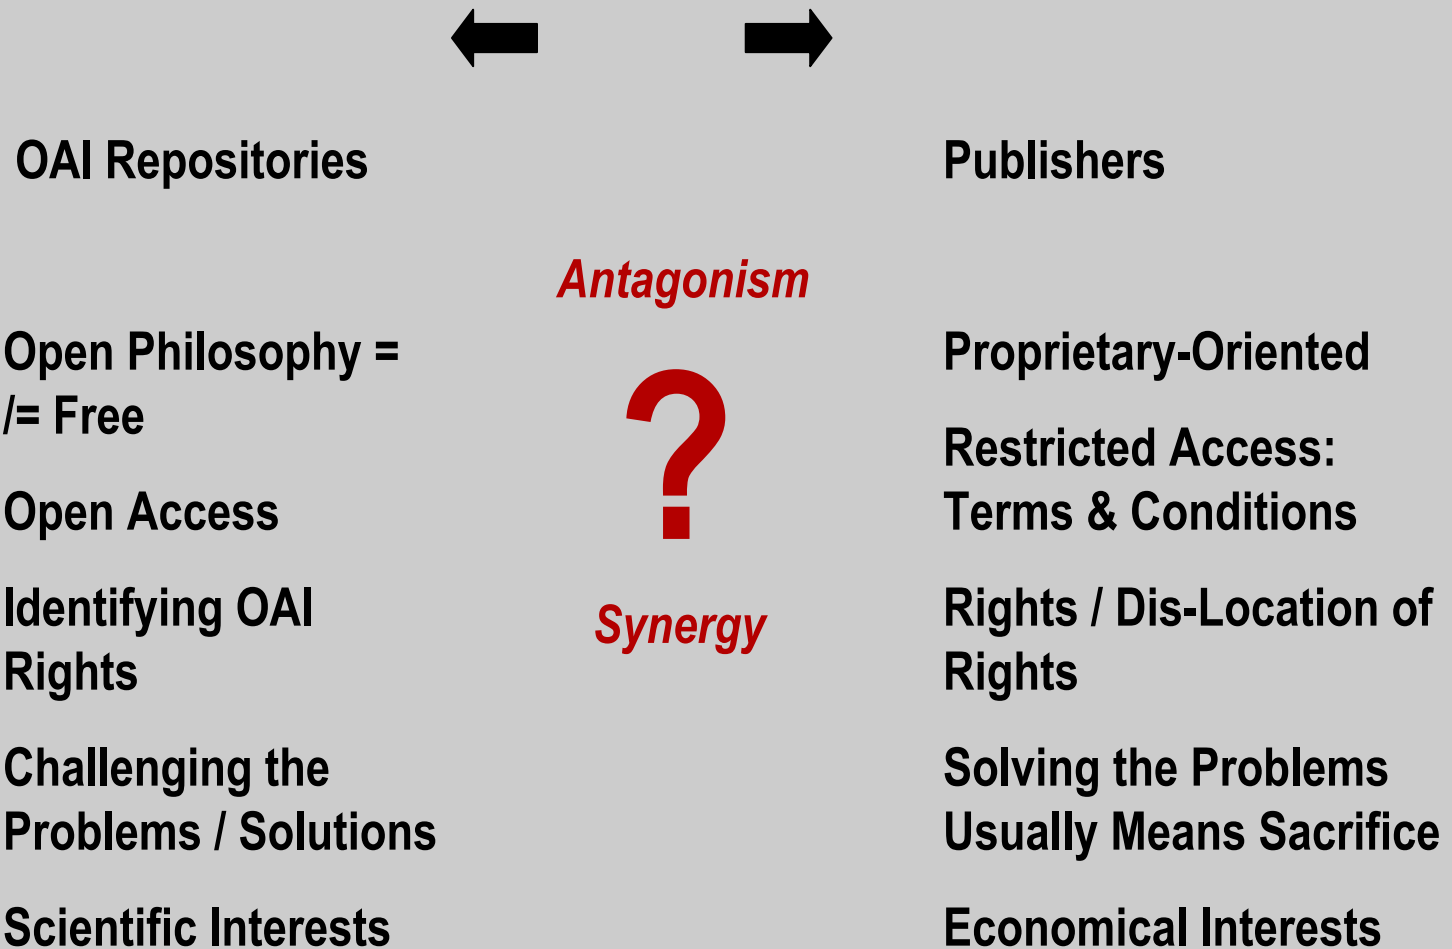 OAI Repositories
Publishers
Antagonism
?
Synergy
Open Philosophy =
/= Free
Open Access
Identifying OAI
Rights
Challenging the
Problems / Solutions
Scientific Interests
Proprietary-Oriented
Restricted Access:
Terms & Conditions
Rights / Dis-Location of
Rights
Solving the Problems
Usually Means Sacrifice
Economical Interests